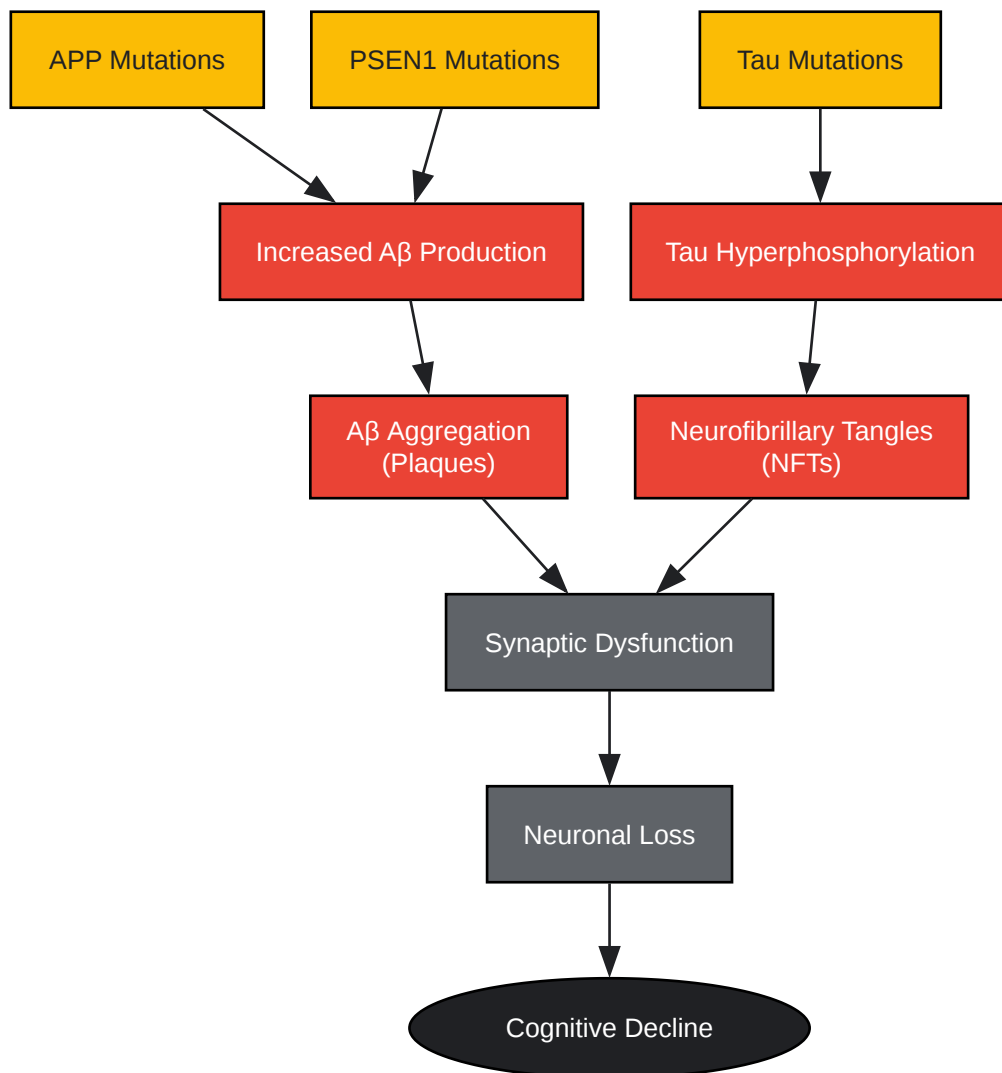 APP Mutations
PSEN1 Mutations
Tau Mutations
Increased Aβ Production
Tau Hyperphosphorylation
Aβ Aggregation
(Plaques)
Neurofibrillary Tangles
(NFTs)
Synaptic Dysfunction
Neuronal Loss
Cognitive Decline